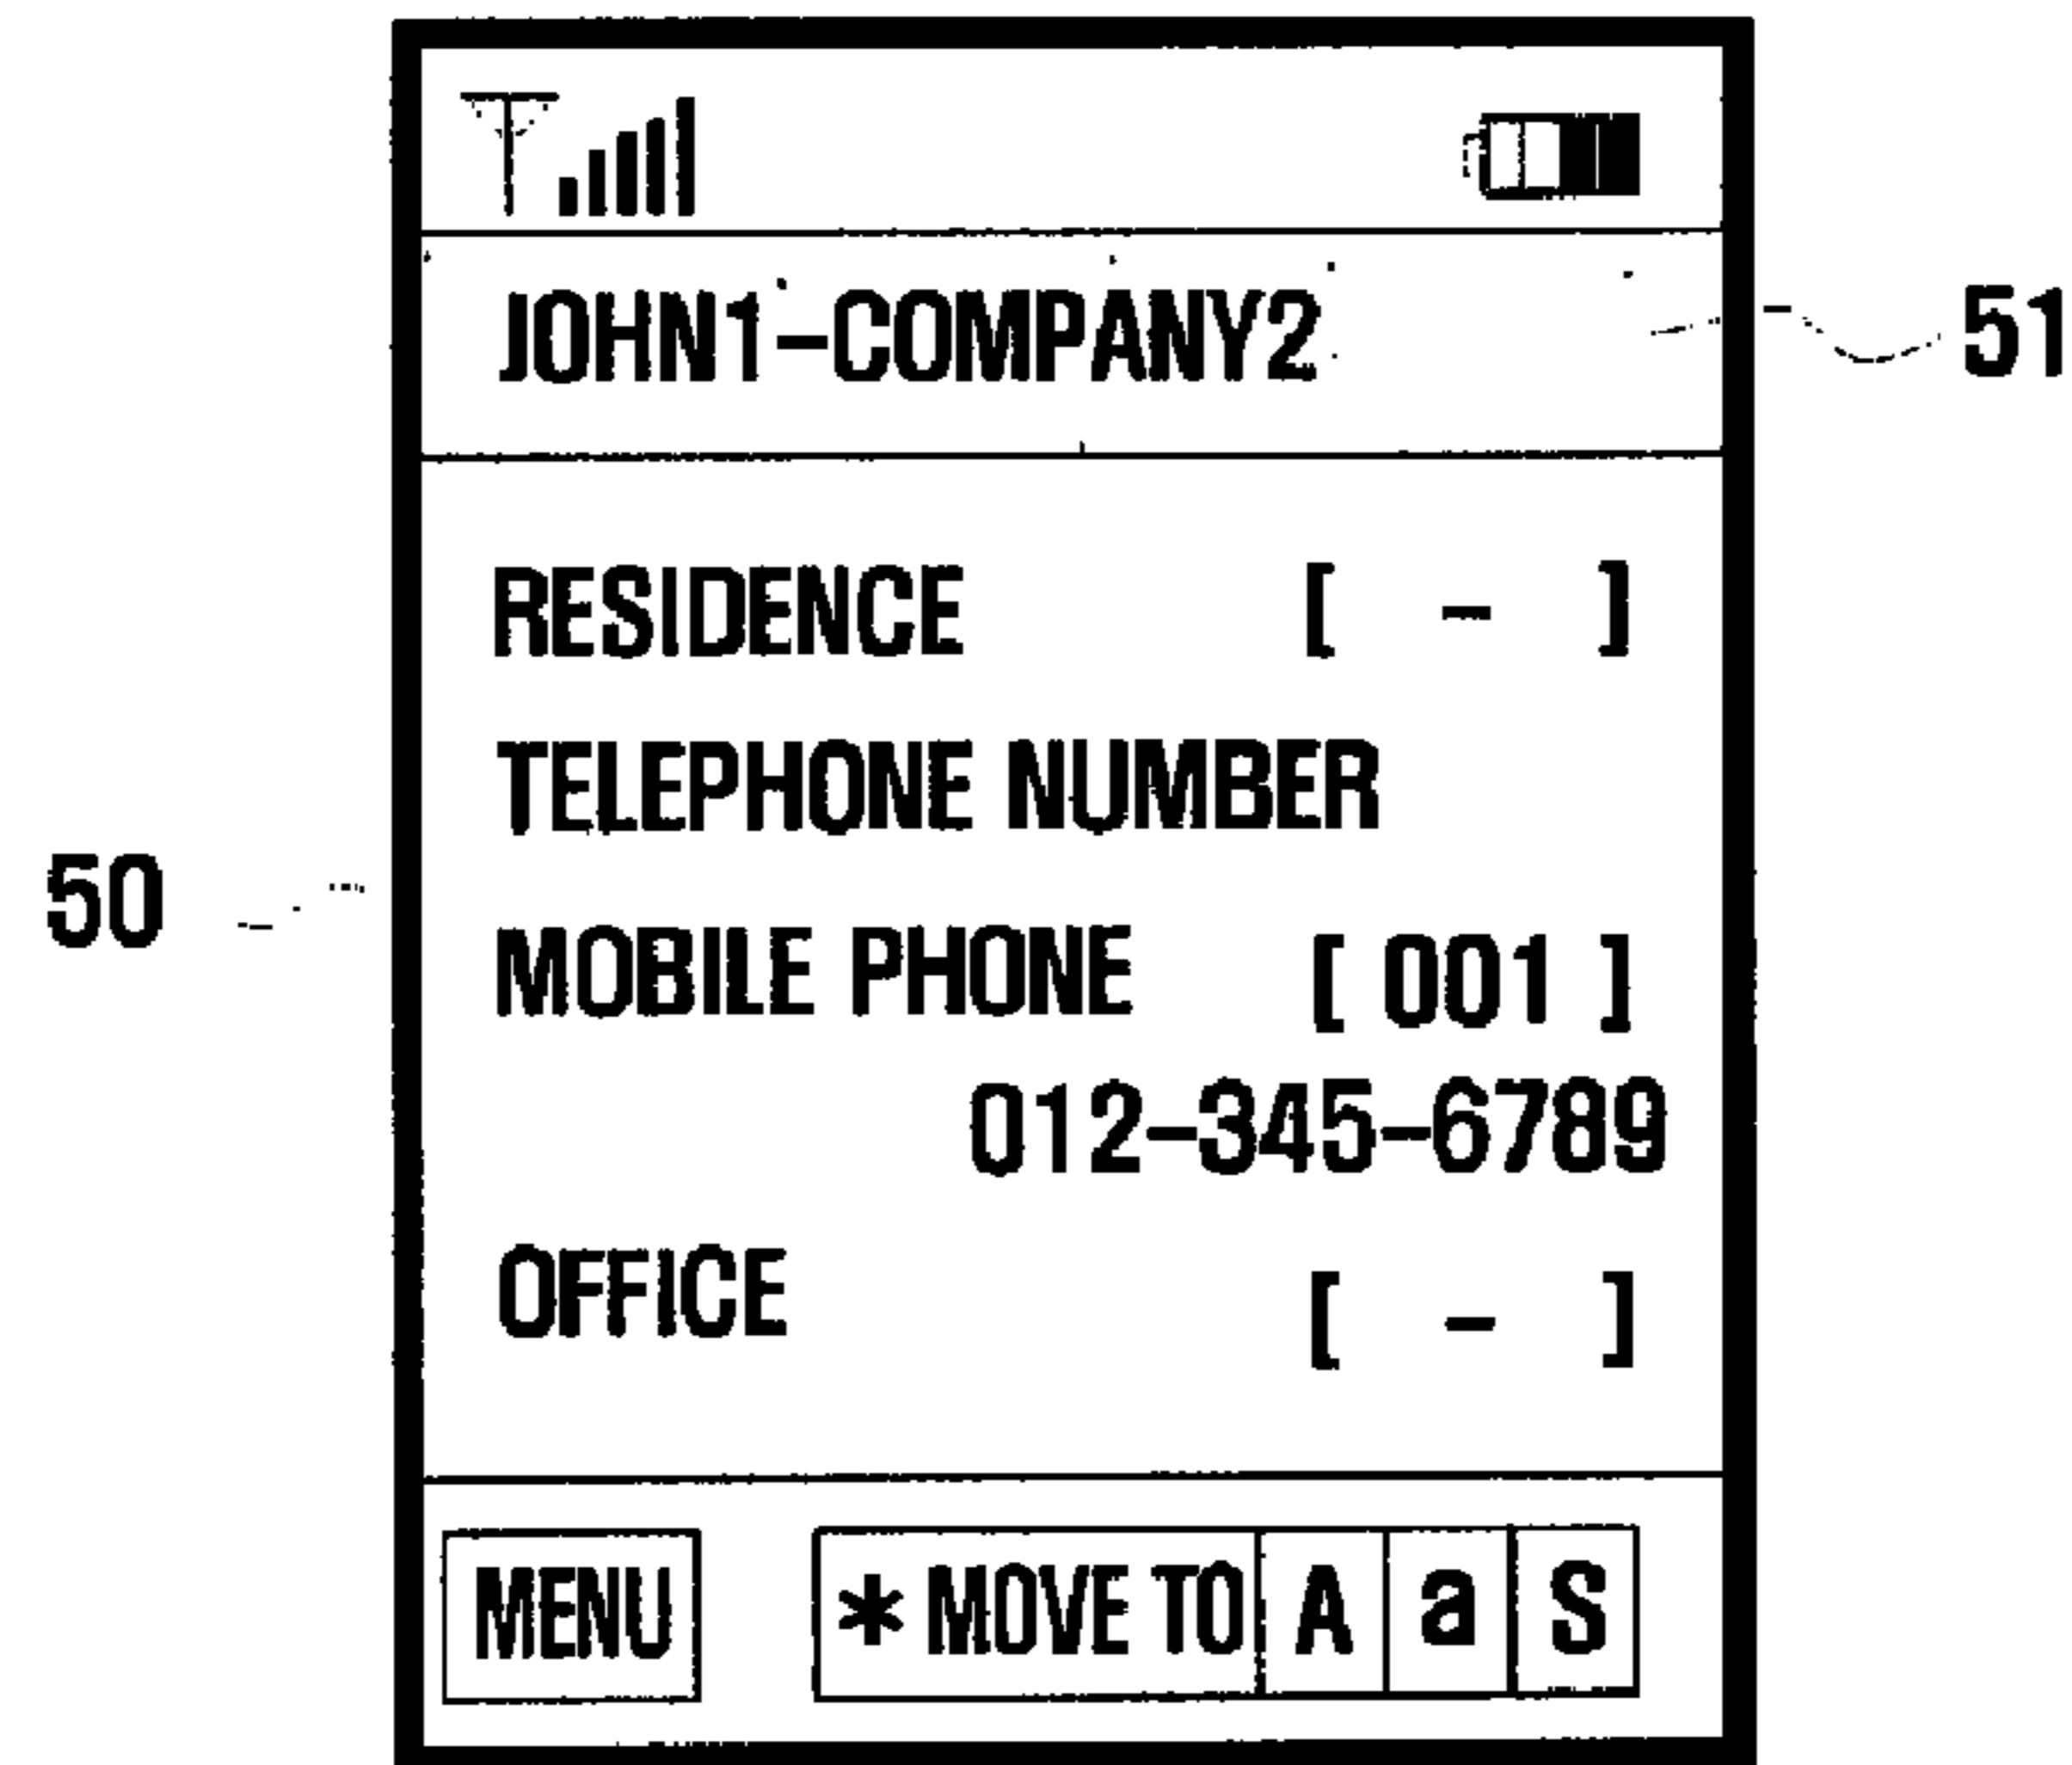 JOHN1-COMPANY2
51
RESIDENCE [ - ]
TELEPHONE NUMBER
50
MOBILE PHONE [ 001 ]
012-345-6789
OFFICE [ - ]
MENU * MOVE TO A a S